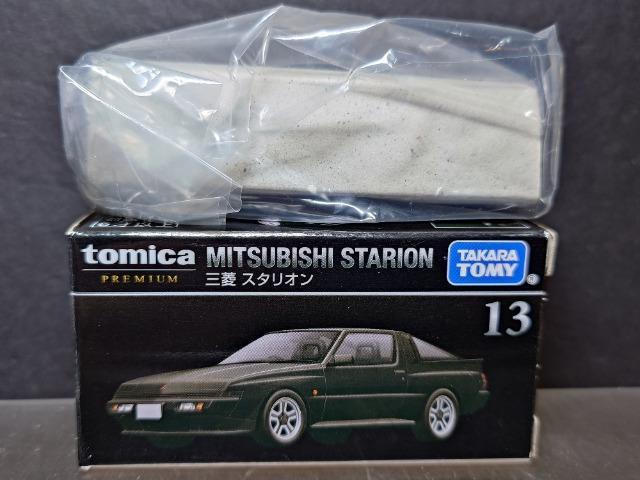 tomica
PREMIUM
MITSUBISHI STARION
三菱 スタリオン
TAKARA
TOMY
®
13